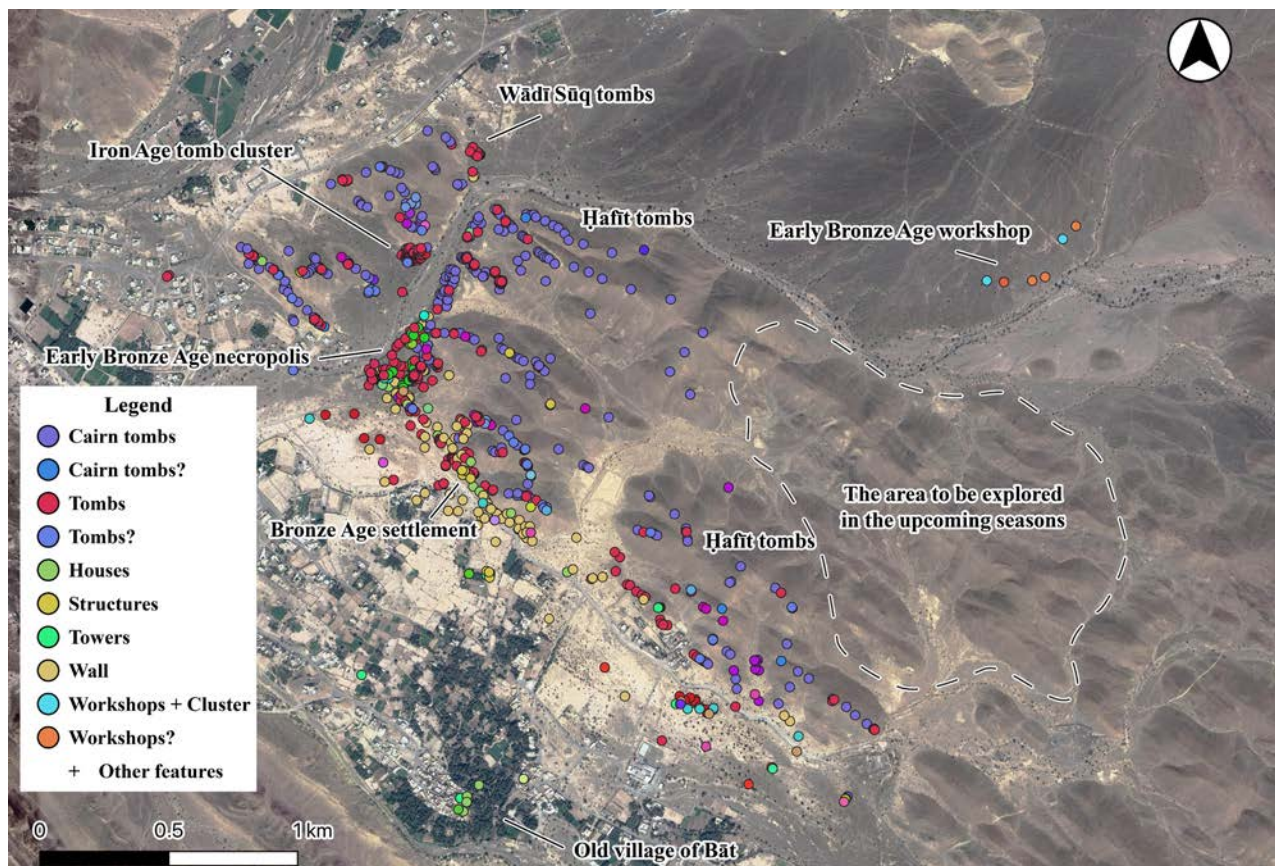 Wādī Sūq tombs
Iron Age tomb cluster
Ḥafīt tombs
Early Bronze Age workshop
Early Bronze Age necropolis
Legend
Cairn tombs
Cairn tombs?
Tombs
Tombs?
Houses
Structures
Towers
Wall
Workshops + Cluster
Workshops?
+ Other features
The area to be explored
in the upcoming seasons
Bronze Age settlement
Ḥafīt tombs
0 0.5 1 km
Old village of Bāt